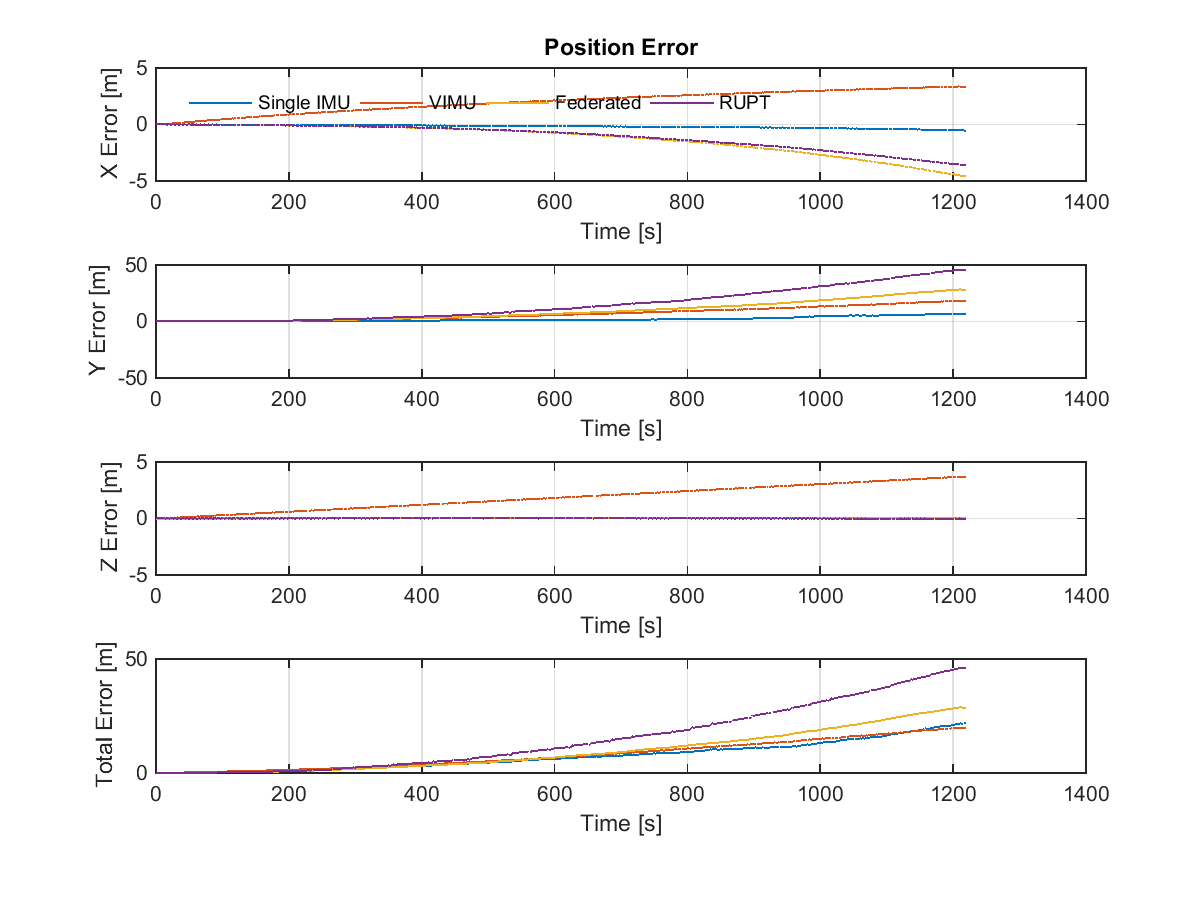 Position Error
5
0
-5
X Error [m]
Single IMU VIMU Federated RUPT
0 200 400 600 800 1000 1200 1400
Time [s]
50
0
-50
Y Error [m]
0 200 400 600 800 1000 1200 1400
Time [s]
5
0
-5
Z Error [m]
0 200 400 600 800 1000 1200 1400
Time [s]
50
0
Total Error [m]
0 200 400 600 800 1000 1200 1400
Time [s]